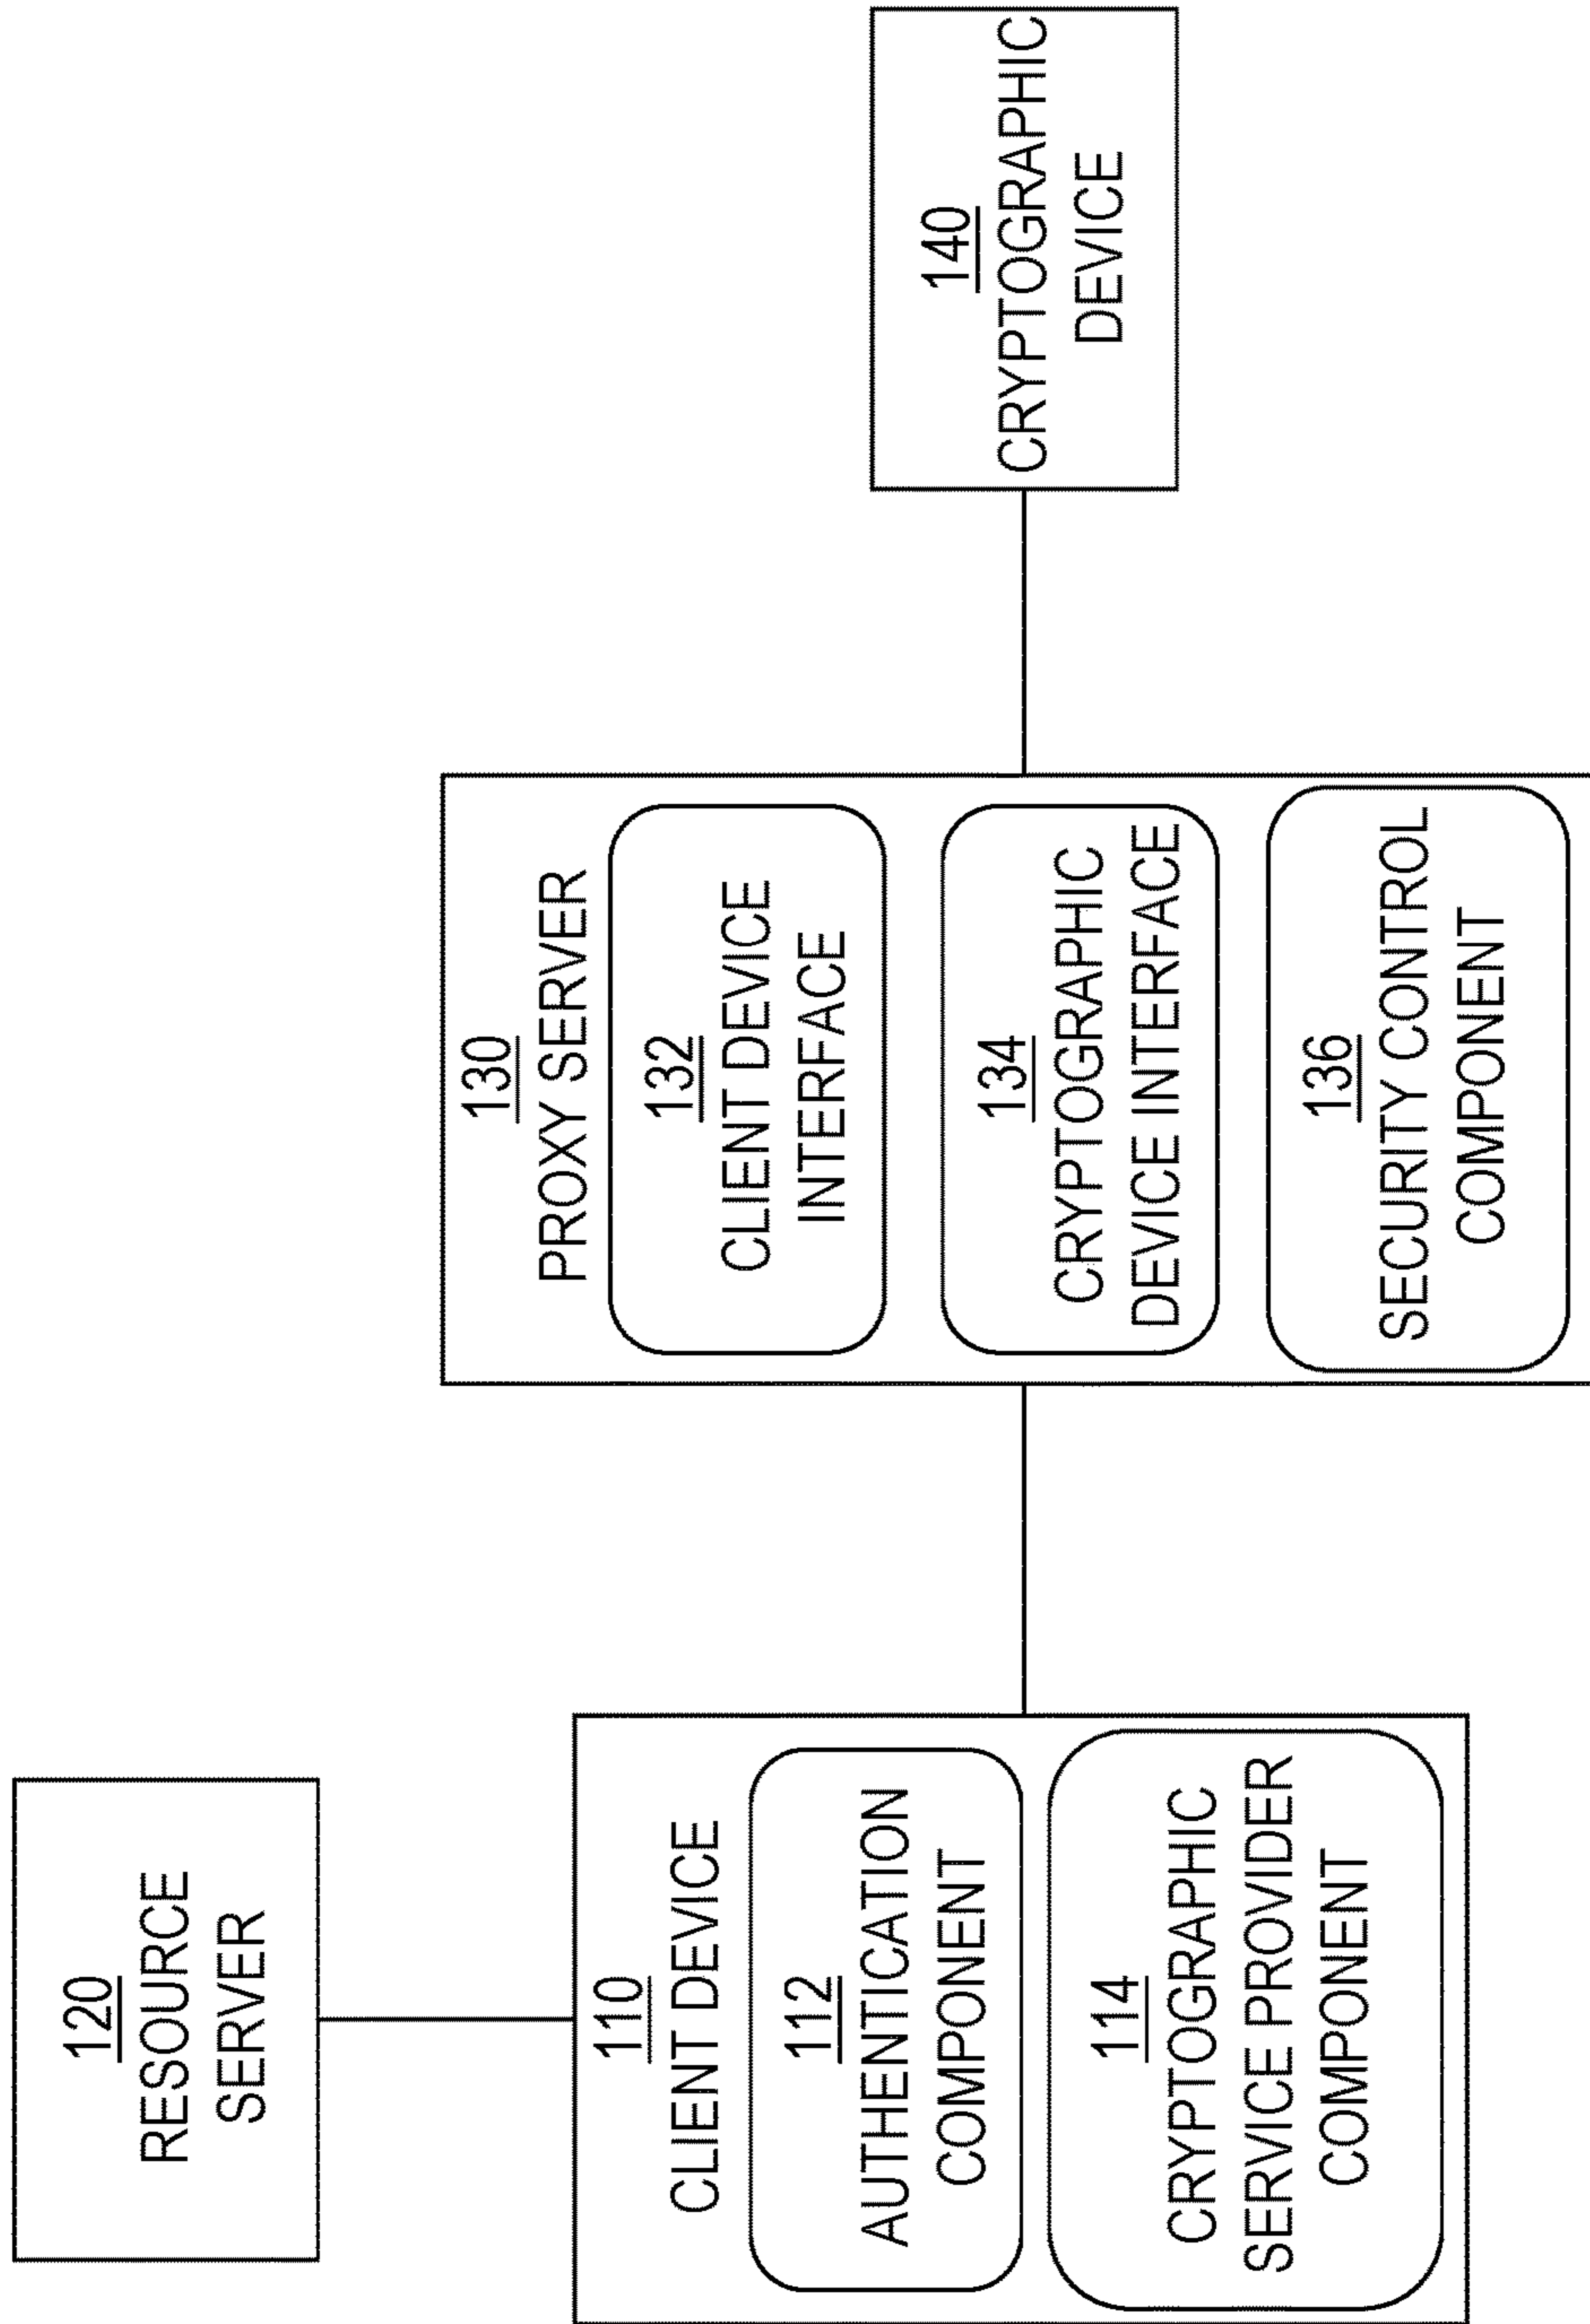 120
RESOURCE
SERVER
110
CLIENT DEVICE
112
AUTHENTICATION
COMPONENT
114
CRYPTOGRAPHIC
SERVICE PROVIDER
COMPONENT
130
PROXY SERVER
132
CLIENT DEVICE
INTERFACE
134
CRYPTOGRAPHIC
DEVICE INTERFACE
136
SECURITY CONTROL
COMPONENT
140
CRYPTOGRAPHIC
DEVICE